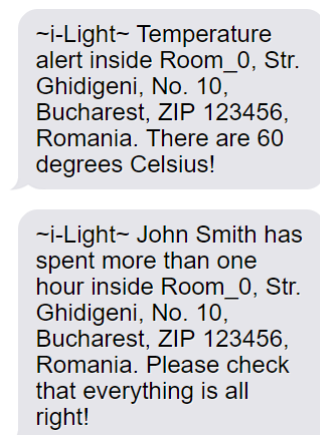 ~i-Light~ Temperature
alert inside Room_0, Str.
Ghidigeni, No. 10,
Bucharest, ZIP 123456,
Romania. There are 60
degrees Celsius!
~i-Light~ John Smith has
spent more than one
hour inside Room_0, Str.
Ghidigeni, No. 10,
Bucharest, ZIP 123456,
Romania. Please check
that everything is all
right!